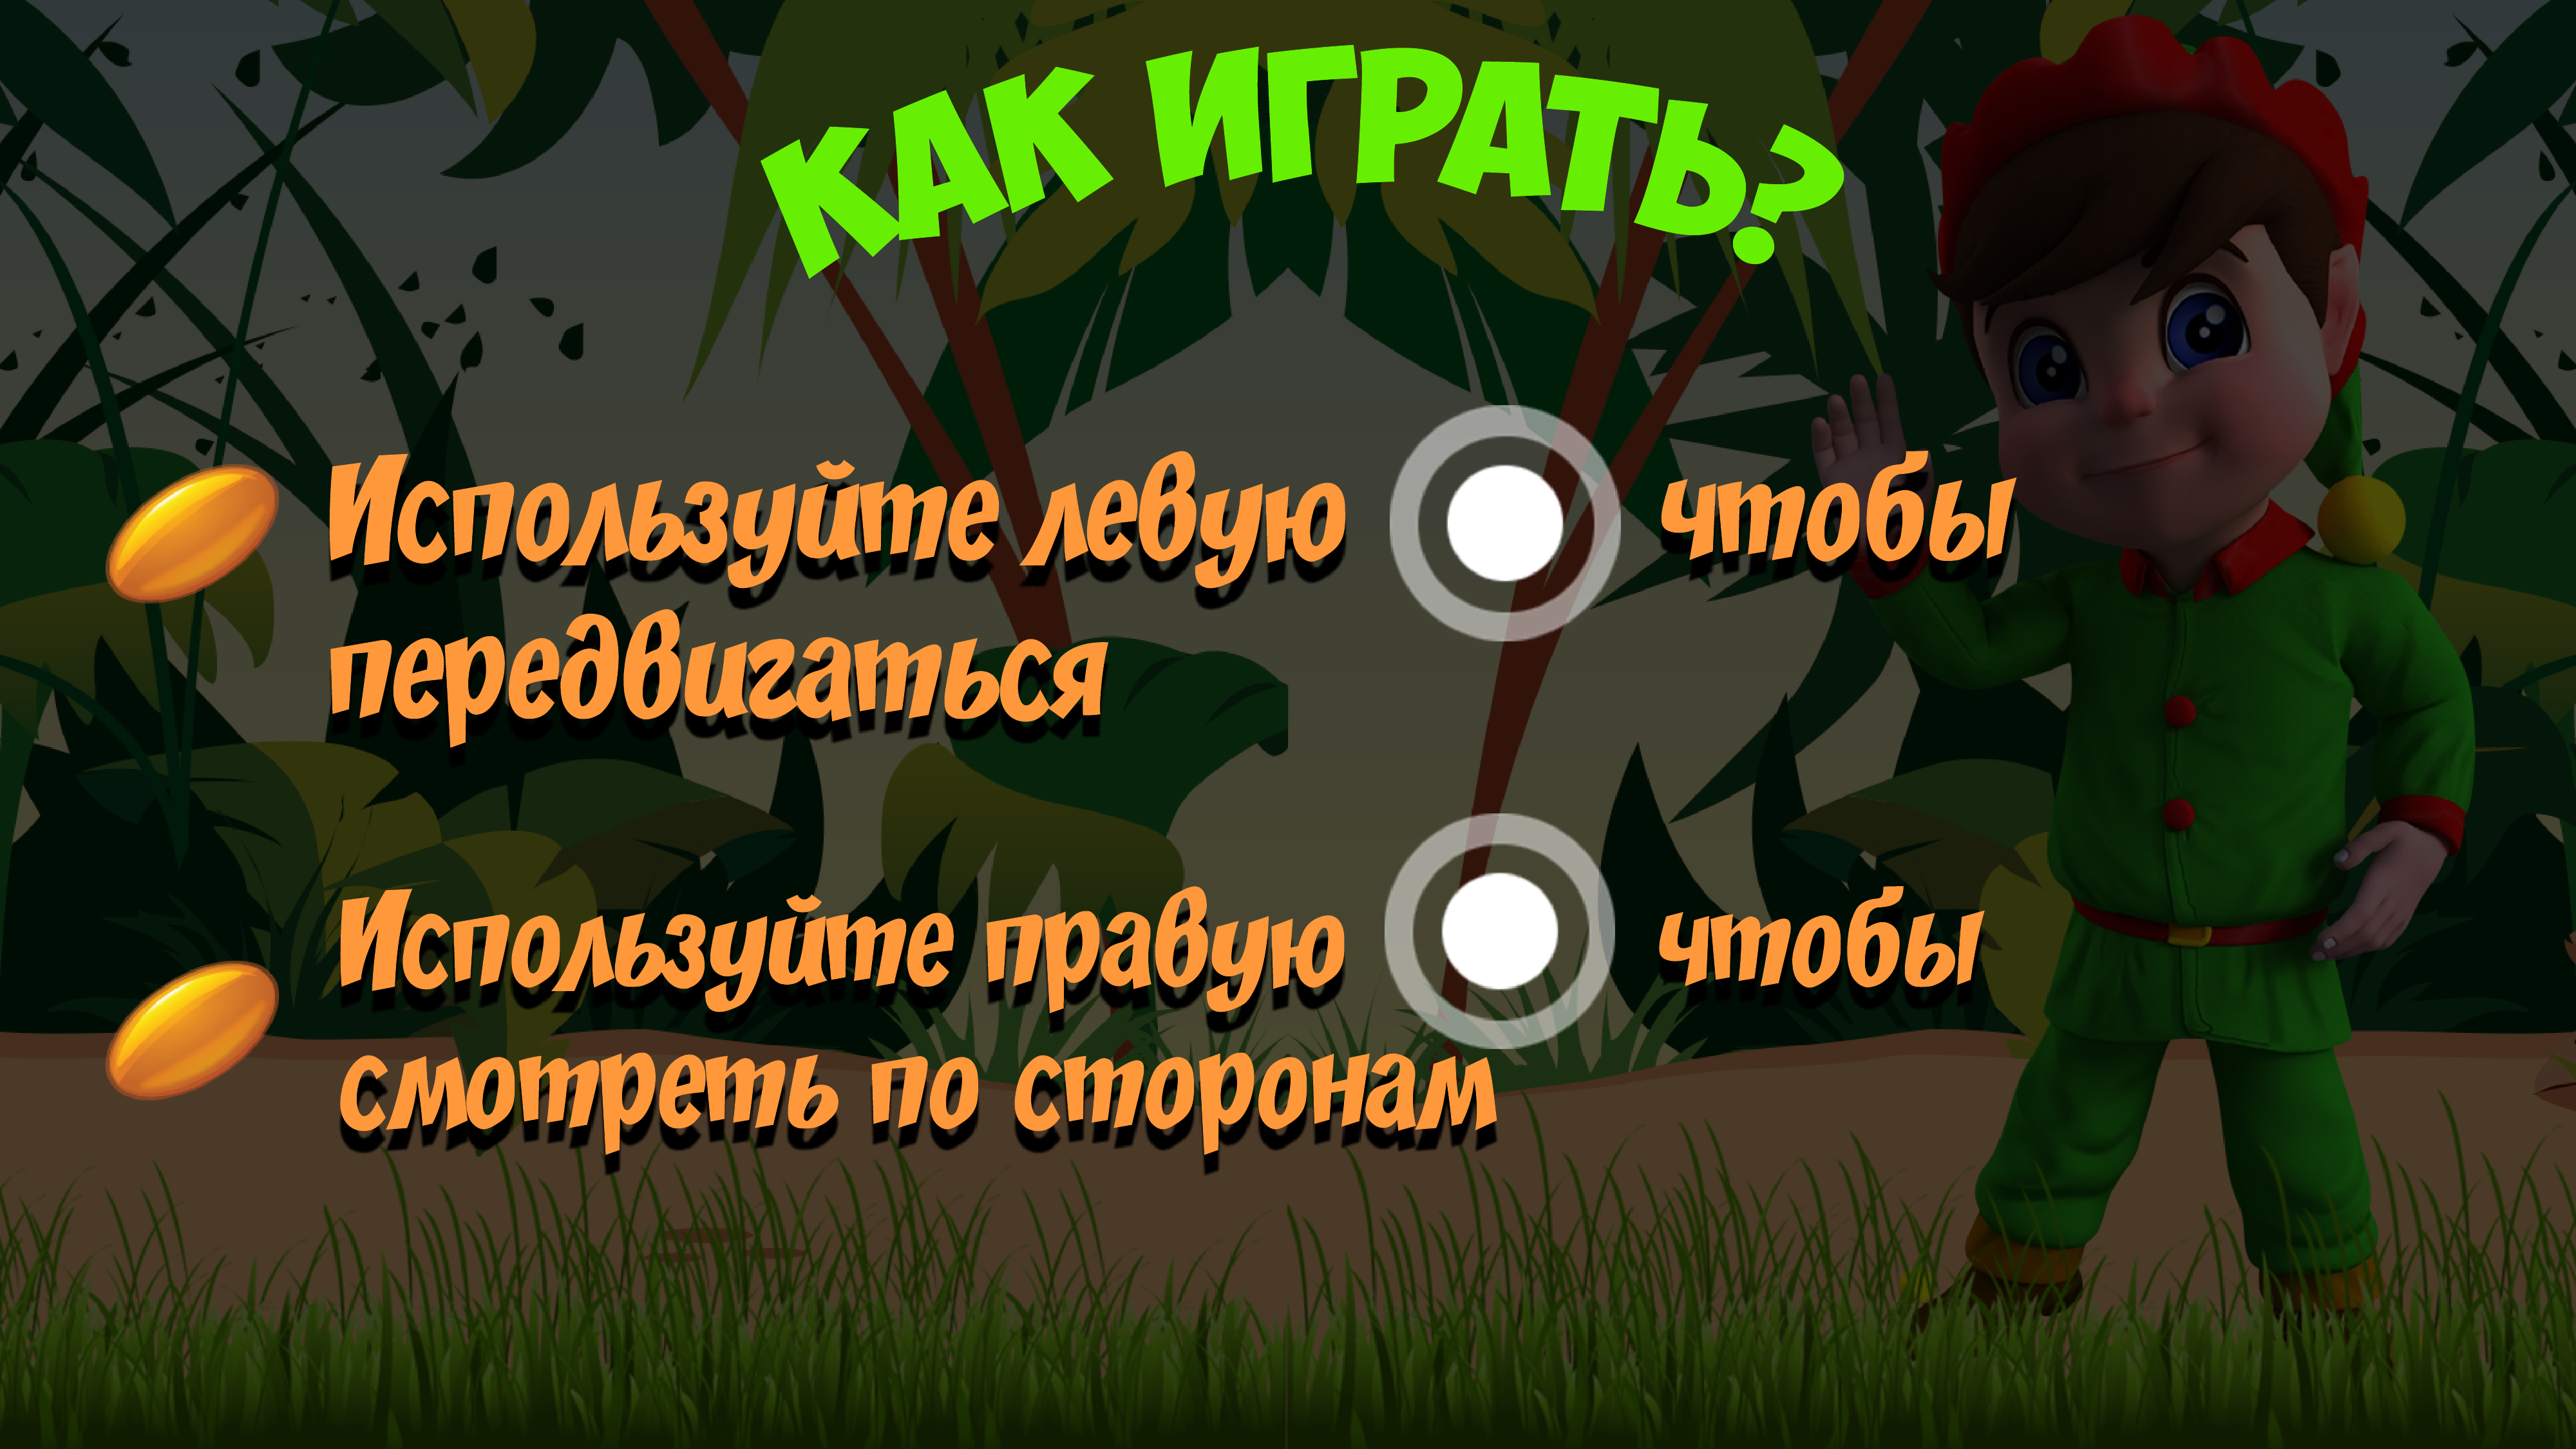 КАК ИГРАТЬ?
Используйте левую чтобы
передвигаться
Используйте правую чтобы
смотреть по сторонам